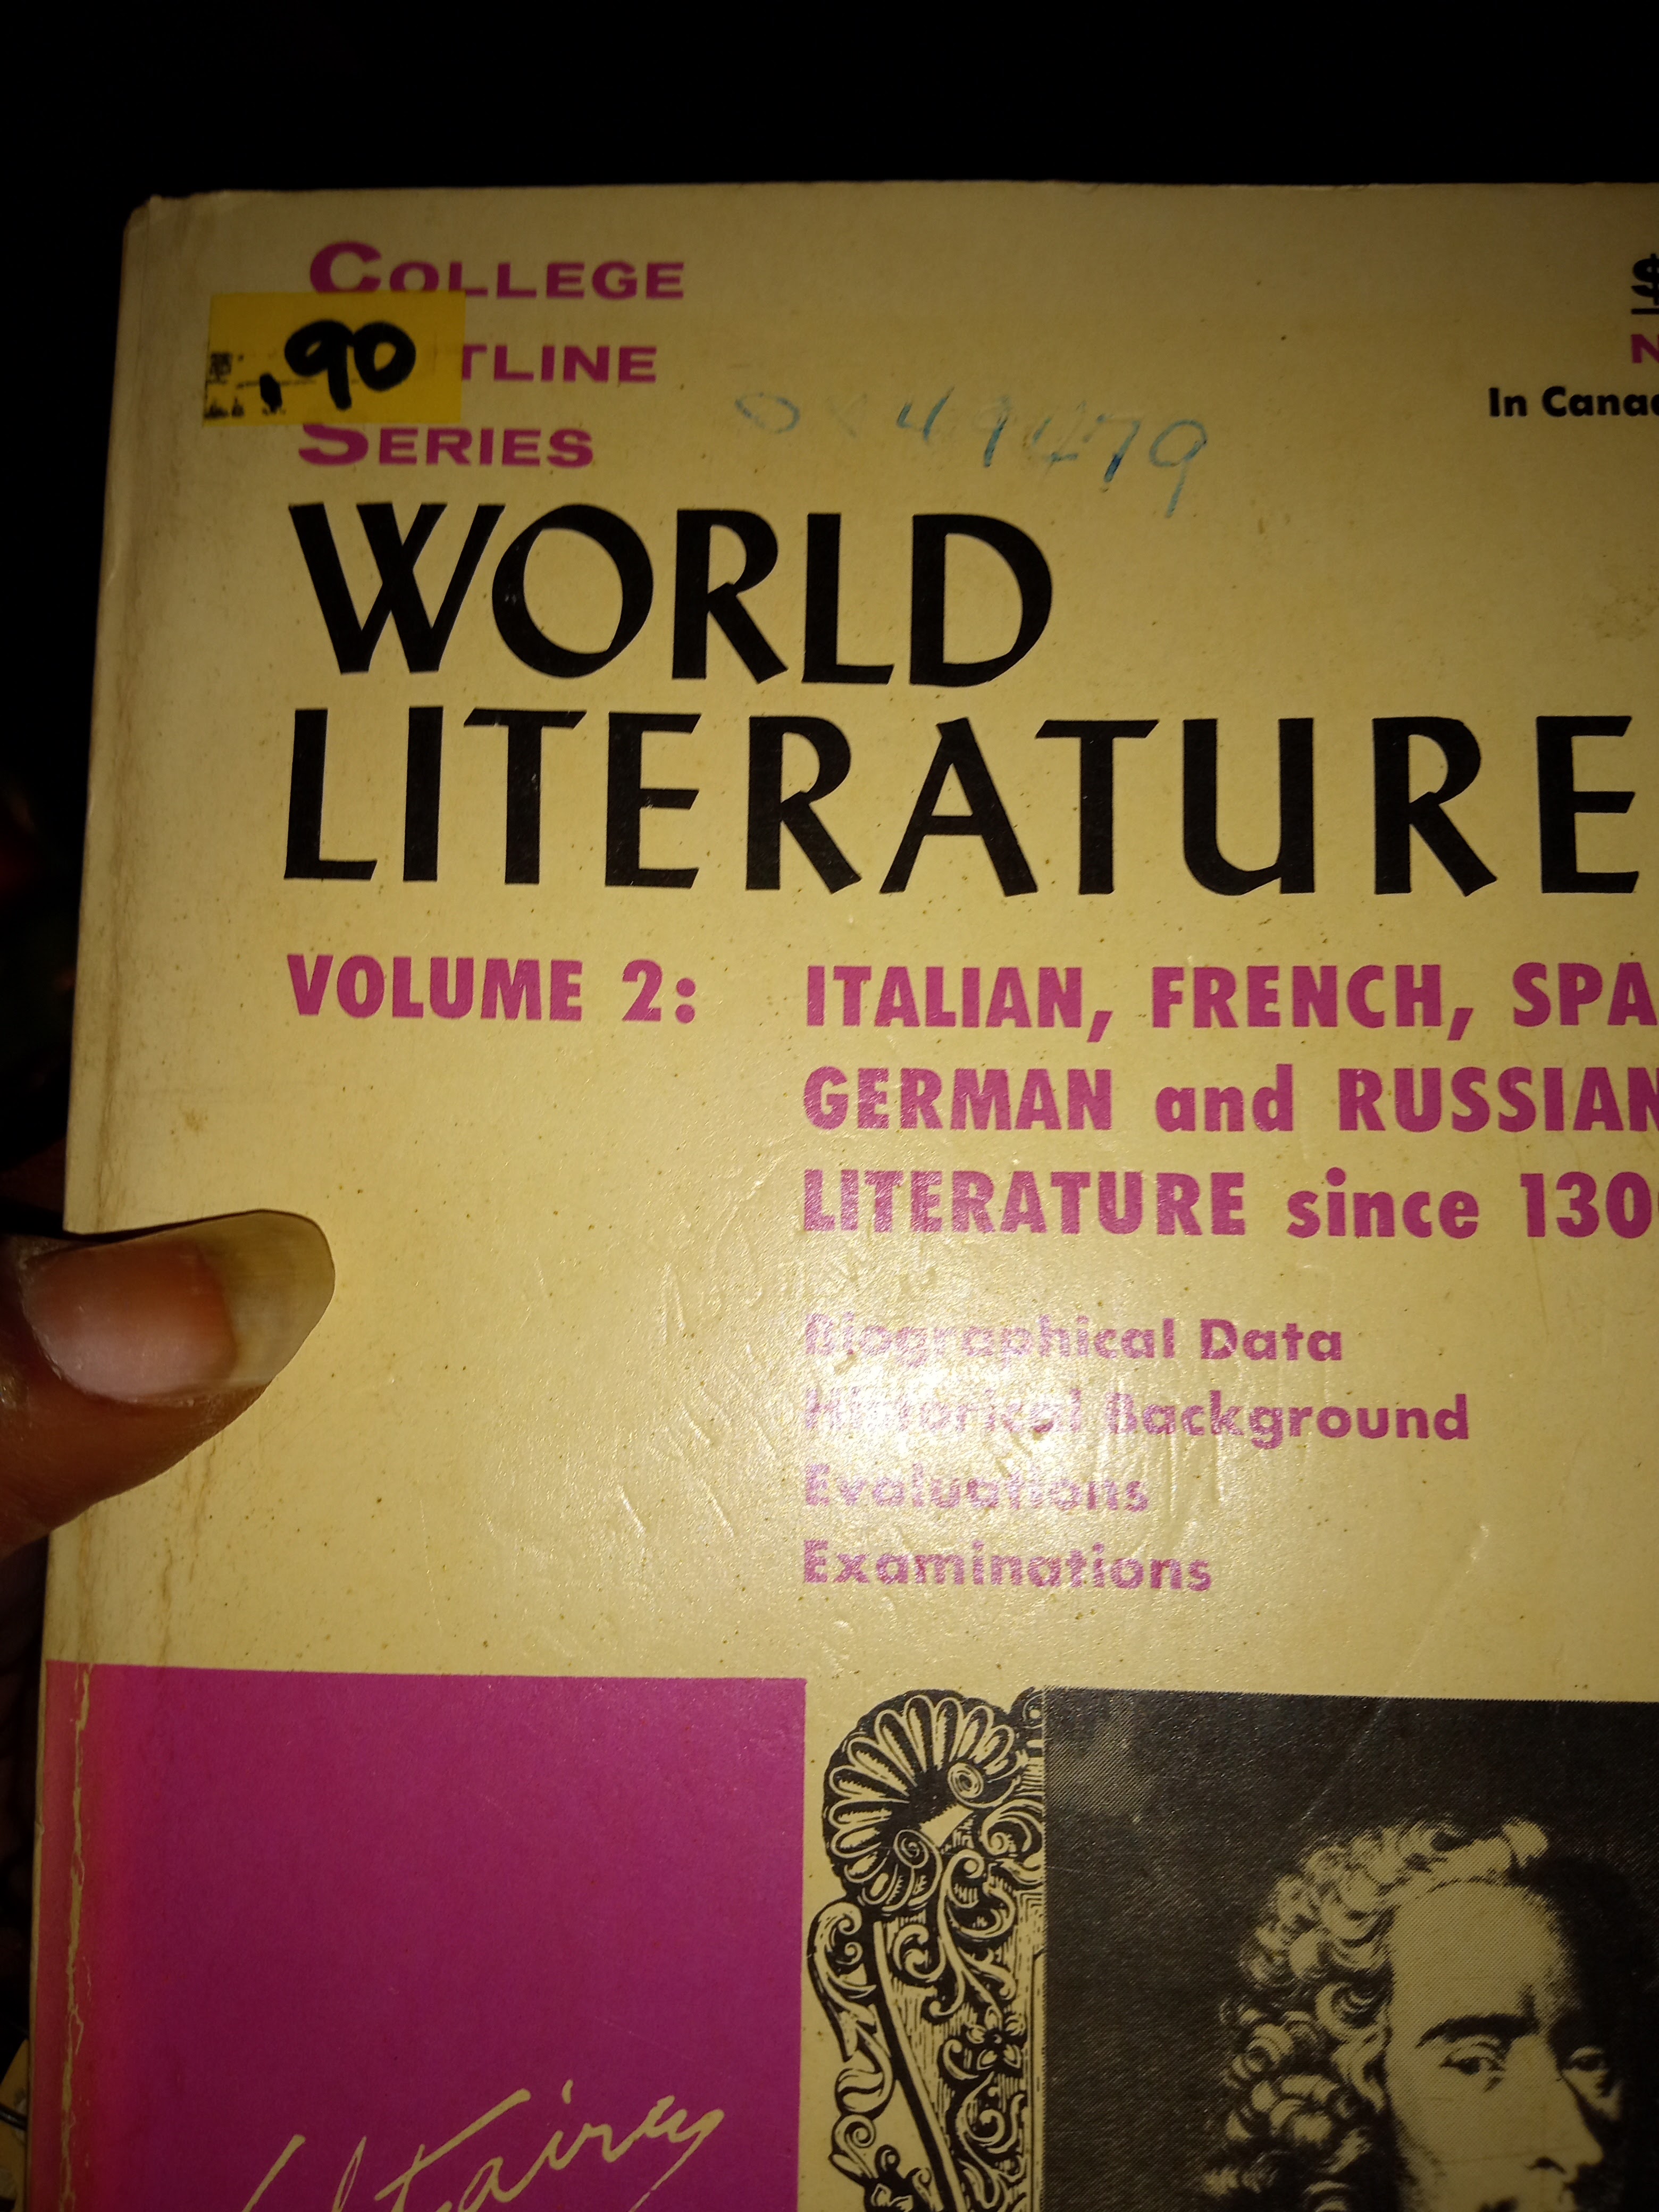 COLLEGE
.90
TLINE
SERIES
$
N
In Canad
WORLD
LITERATURE
VOLUME 2: ITALIAN, FRENCH, SPA
GERMAN and RUSSIAN
LITERATURE since 130
Biographical Data
Historical Background
Evaluations
Examinations